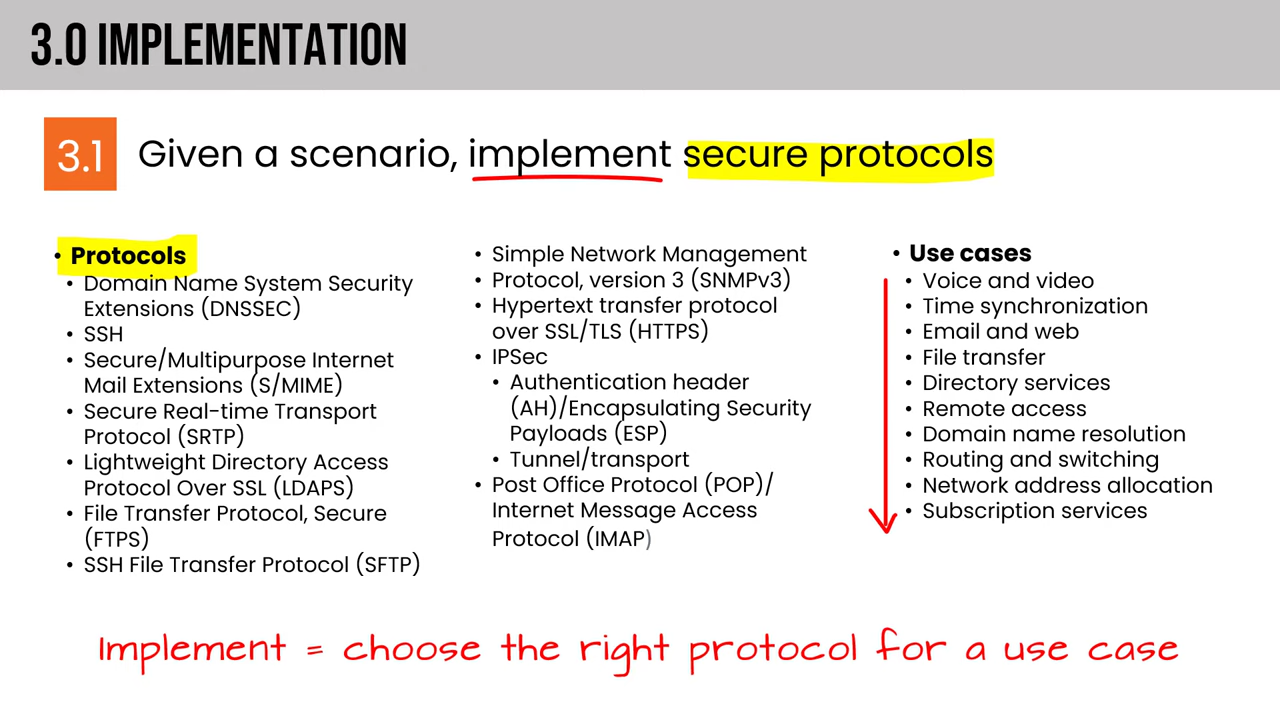 3.0 IMPLEMENTATION
3.1 Given a scenario, implement secure protocols
• Protocols
• Domain Name System Security
Extensions (DNSSEC)
• SSH
• Secure/Multipurpose Internet
Mail Extensions (S/MIME)
• Secure Real-time Transport
Protocol (SRTP)
• Lightweight Directory Access
Protocol Over SSL (LDAPS)
• File Transfer Protocol, Secure
(FTPS)
• SSH File Transfer Protocol (SFTP)
• Simple Network Management
• Protocol, version 3 (SNMPv3)
• Hypertext transfer protocol
over SSL/TLS (HTTPS)
• IPSec
• Authentication header
(AH)/Encapsulating Security
Payloads (ESP)
• Tunnel/transport
• Post Office Protocol (POP)/
Internet Message Access
Protocol (IMAP)
• Use cases
• Voice and video
• Time synchronization
• Email and web
• File transfer
• Directory services
• Remote access
• Domain name resolution
• Routing and switching
• Network address allocation
• Subscription services
Implement = choose the right protocol for a use case